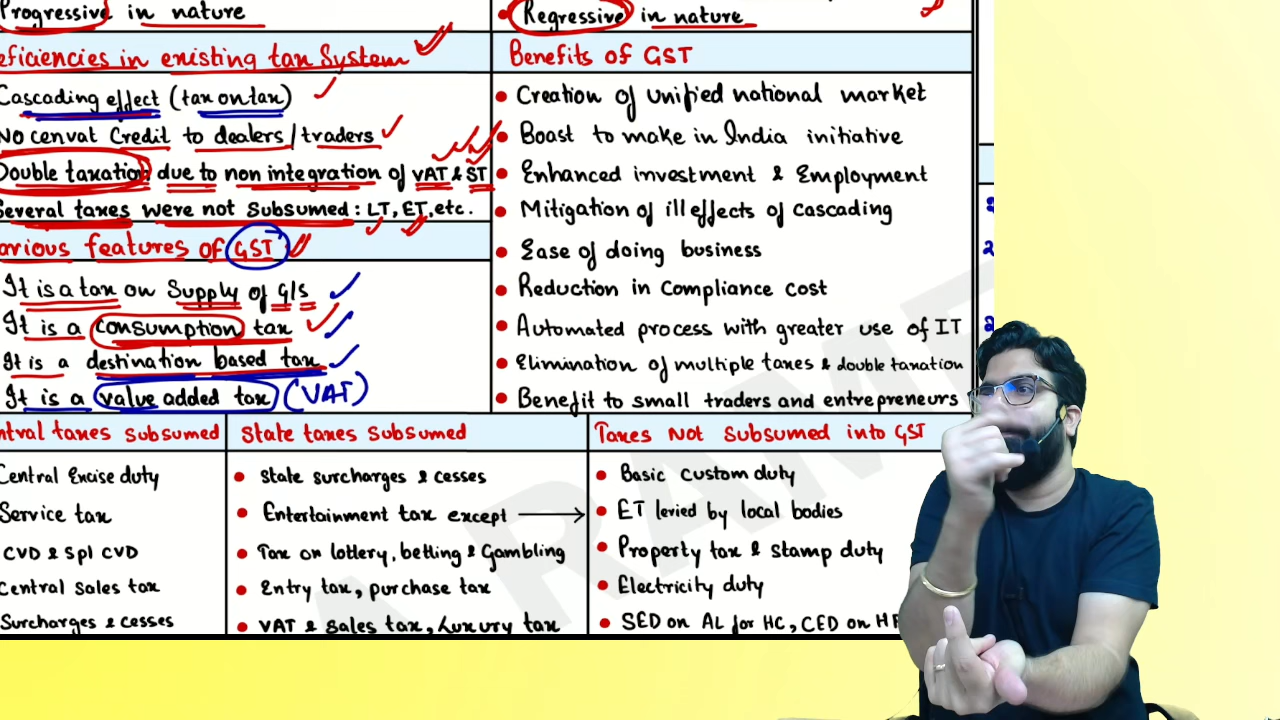 Progressive in nature
Regressive in nature
eficiencies in existing tax System
Cascading effect (tax on tax)
No cenvat Credit to dealers/traders
Double taxation due to non integration of VAT & ST
Several taxes were not Subsumed: LT, ET, etc.
arious features of GST
It is a tax on Supply of G/S
It is a consumption tax
It is a destination based tax
It is a value added tax (VAT)
Benefits of GST
Creation of unified national market
Boast to make in India initiative
Enhanced investment & Employment
Mitigation of ill effects of cascading
Ease of doing business
Reduction in Compliance cost
Automated process with greater use of IT
Elimination of multiple taxes & double taxation
Benefit to small traders and entrepreneurs
ntral taxes subsumed
Central Excise duty
Service tax
CVD & Spl CVD
Central Sales tax
Surcharges & cesses
State taxes Subsumed
State surcharges & cesses
Entertainment tax except
Tax on lottery, betting & Gambling
Entry tax, purchase tax
VAT & Sales tax, Luxury tax
Taxes Not Subsumed into GST
Basic custom duty
ET levied by local bodies
Property tax & stamp duty
Electricity duty
SED on AL for HC, CED on